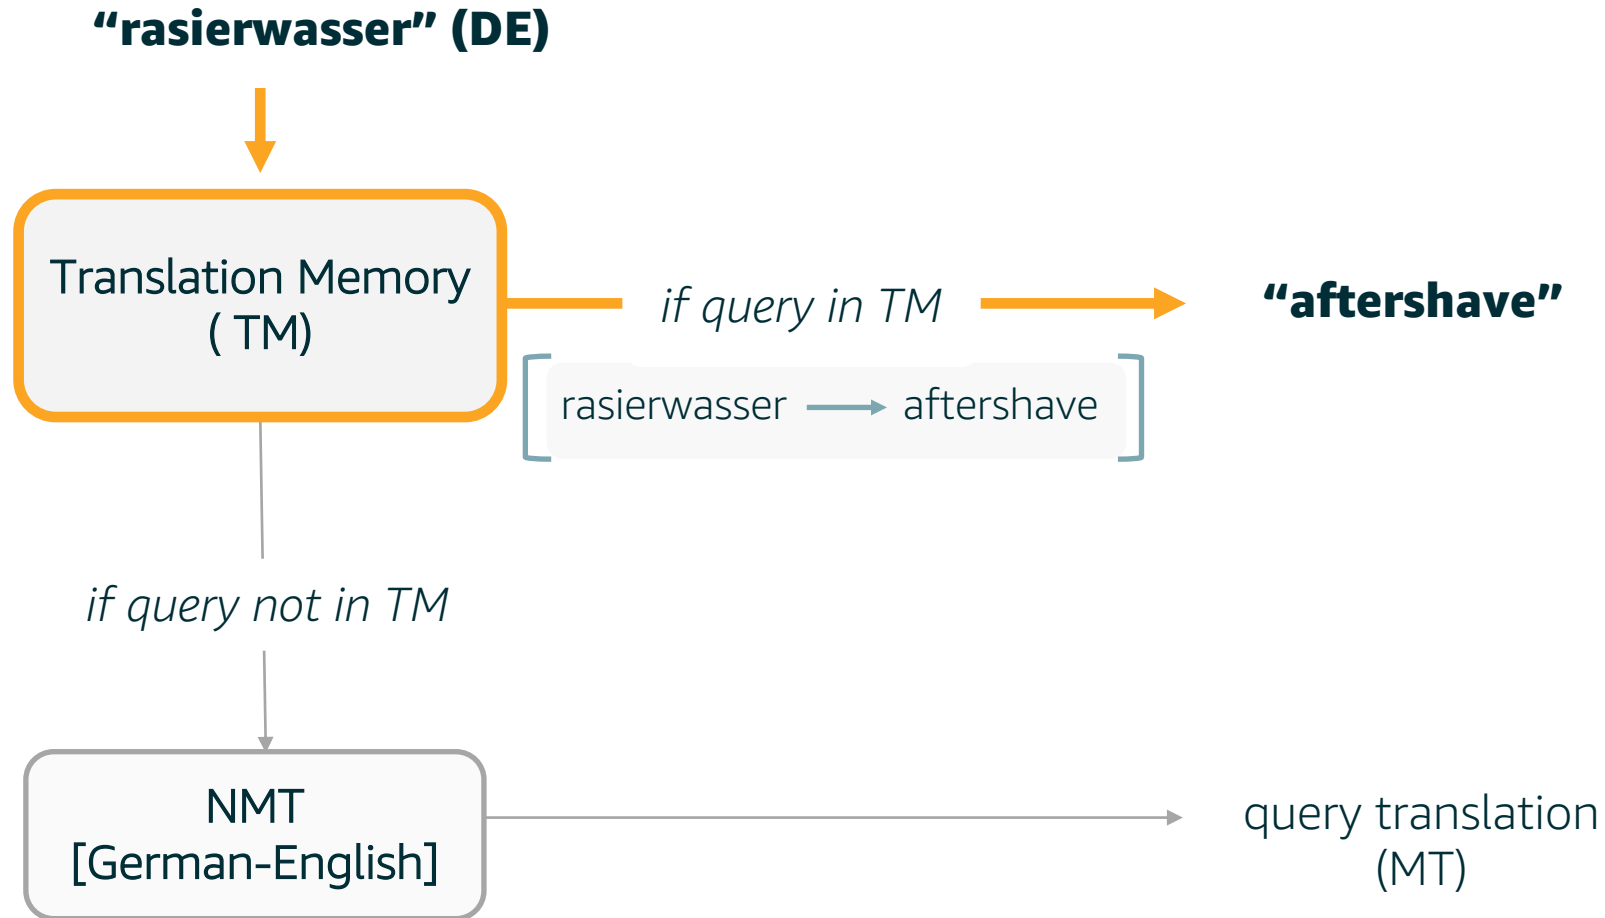 “rasierwasser” (DE)
Translation Memory
( TM)
if query in TM
“aftershave”
rasierwasser
aftershave
if query not in TM
NMT
[German-English]
query translation
(MT)